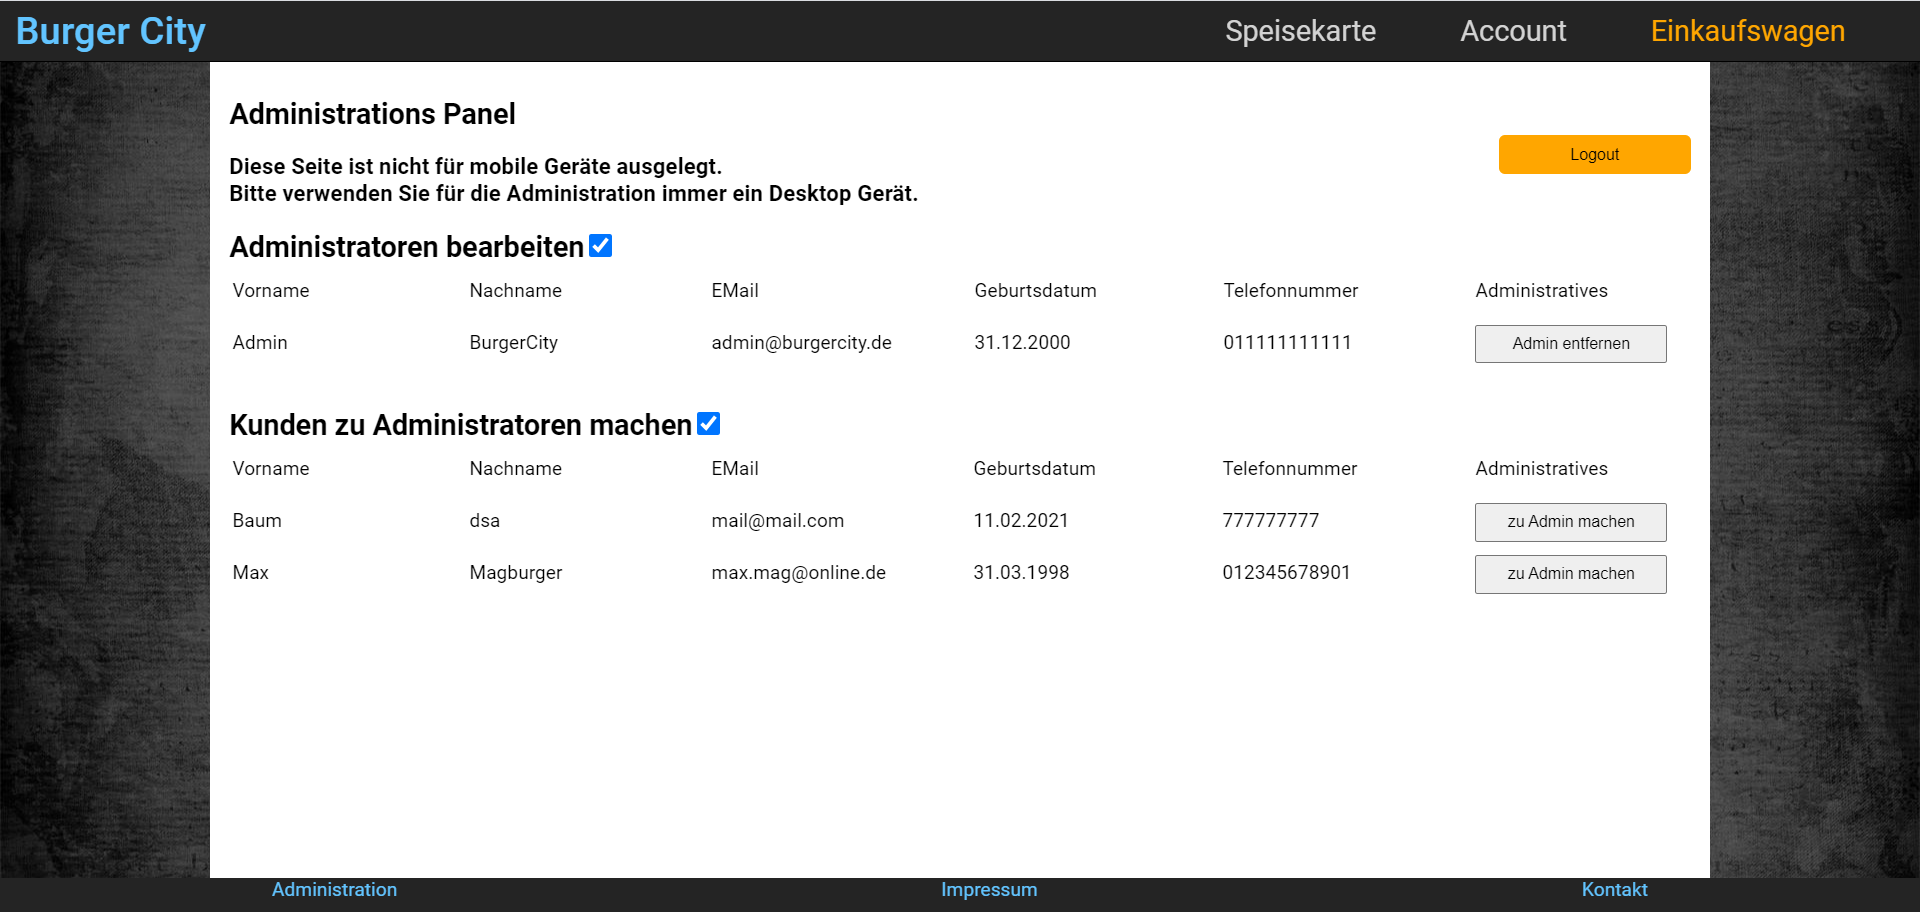 Burger City Speisekarte Account Einkaufswagen
Administrations Panel
Logout
Diese Seite ist nicht für mobile Geräte ausgelegt.
Bitte verwenden Sie für die Administration immer ein Desktop Gerät.
Administratoren bearbeiten
Vorname Nachname EMail Geburtsdatum Telefonnummer Administratives
Admin BurgerCity admin@burgercity.de 31.12.2000 011111111111 Admin entfernen
Kunden zu Administratoren machen
Vorname Nachname EMail Geburtsdatum Telefonnummer Administratives
Baum dsa mail@mail.com 11.02.2021 777777777 zu Admin machen
Max Magburger max.mag@online.de 31.03.1998 012345678901 zu Admin machen
Administration Impressum Kontakt